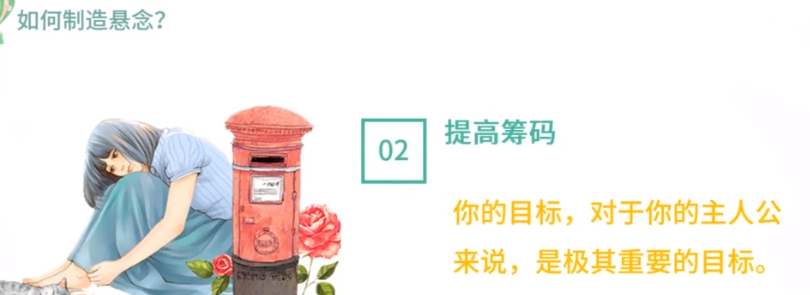 如何制造悬念？
02
提高筹码
你的目标，对于你的主人公
来说，是极其重要的目标。